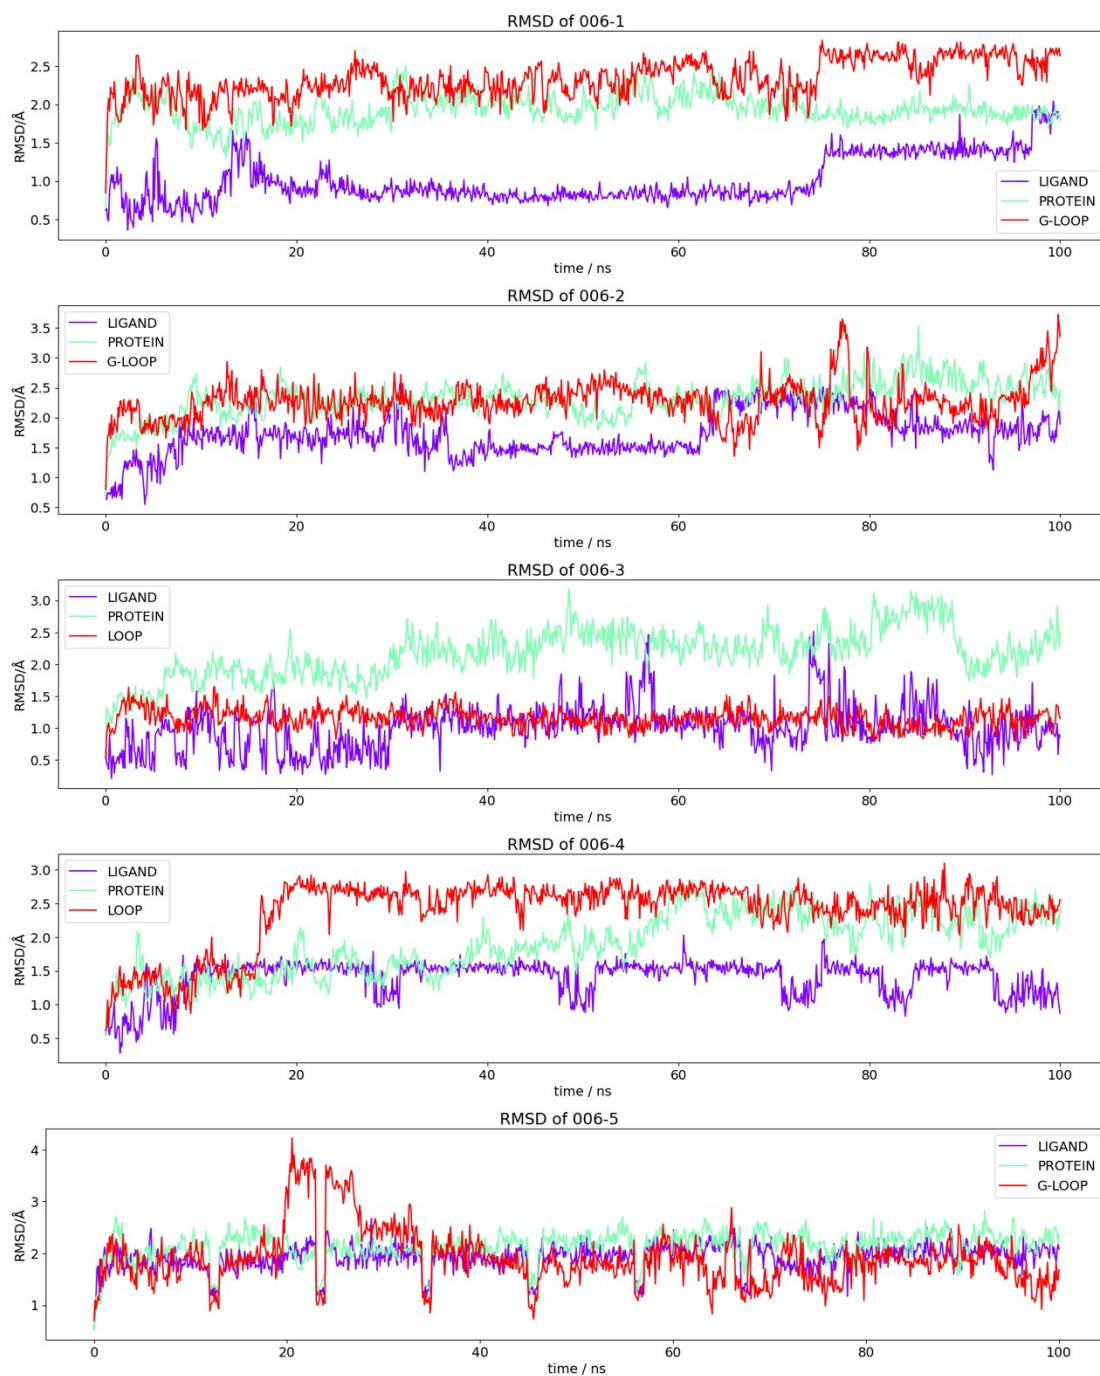 RMSD of 006-1
RMSD/Å
2.5
2.0
1.5
1.0
0.5
LIGAND
PROTEIN
G-LOOP
0 20 40 60 80 100
time / ns
RMSD of 006-2
RMSD/Å
3.5
3.0
2.5
2.0
1.5
1.0
0.5
LIGAND
PROTEIN
G-LOOP
0 20 40 60 80 100
time / ns
RMSD of 006-3
RMSD/Å
3.0
2.5
2.0
1.5
1.0
0.5
LIGAND
PROTEIN
LOOP
0 20 40 60 80 100
time / ns
RMSD of 006-4
RMSD/Å
3.0
2.5
2.0
1.5
1.0
0.5
LIGAND
PROTEIN
LOOP
0 20 40 60 80 100
time / ns
RMSD of 006-5
RMSD/Å
4
3
2
1
LIGAND
PROTEIN
G-LOOP
0 20 40 60 80 100
time / ns